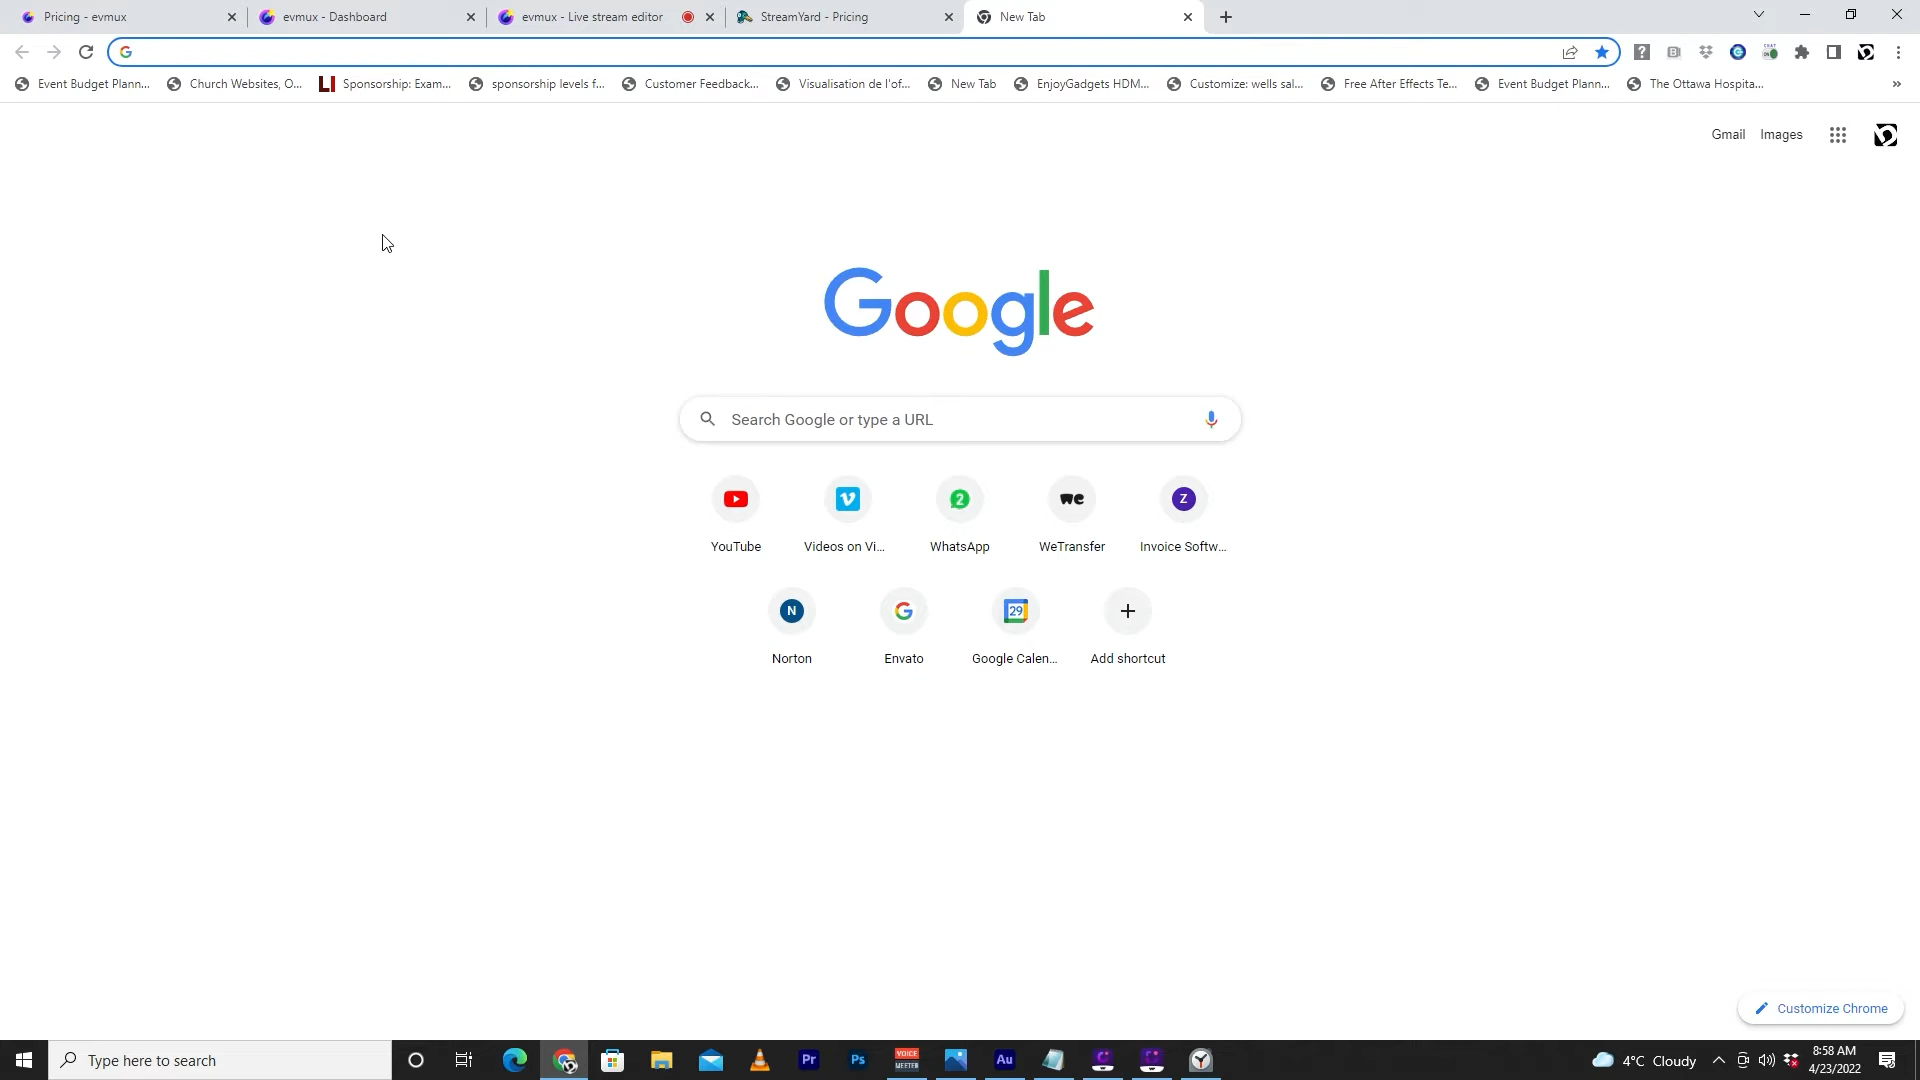 Pricing - evmux
evmux - Dashboard
evmux - Live stream editor
StreamYard - Pricing
New Tab
Event Budget Plann...
Church Websites, O...
Sponsorship: Exam...
sponsorship levels f...
Customer Feedback...
Visualisation de l'of...
New Tab
EnjoyGadgets HDM...
Customize: wells sal...
Free After Effects Te...
Event Budget Plann...
The Ottawa Hospita...
Gmail
Images
Google
Search Google or type a URL
YouTube
Videos on Vi...
WhatsApp
WeTransfer
Invoice Softw...
Norton
Envato
Google Calen...
Add shortcut
Customize Chrome
Type here to search
4°C Cloudy
8:58 AM
4/23/2022